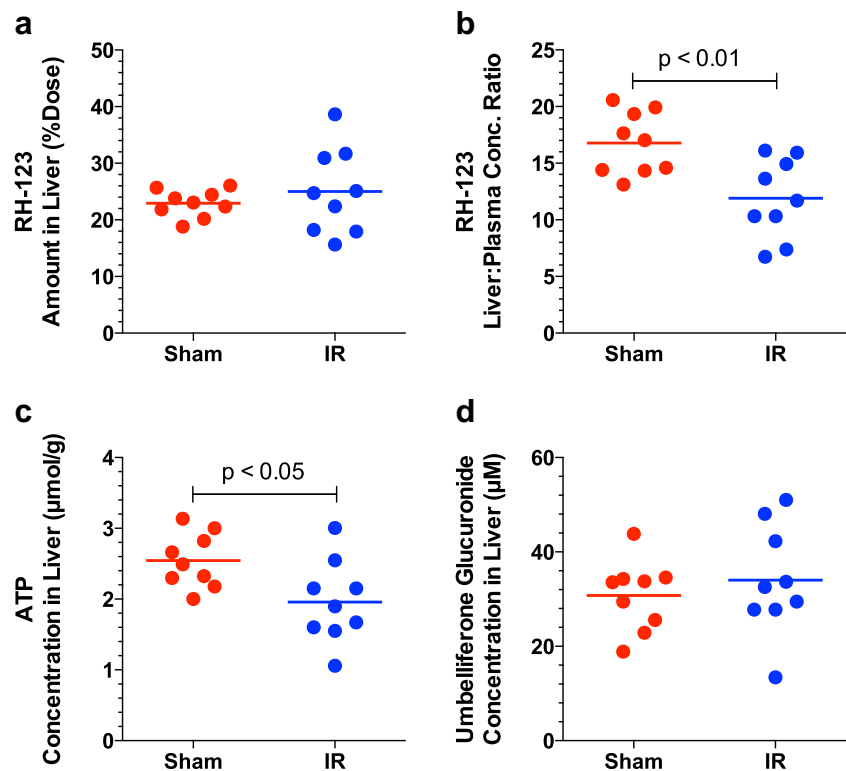 a
RH-123
Amount in Liver (%Dose)
50
40
30
20
10
0
Sham
IR
b
RH-123
Liver:Plasma Conc. Ratio
25
20
15
10
5
0
p < 0.01
Sham
IR
c
ATP
Concentration in Liver (µmol/g)
4
3
2
1
0
p < 0.05
Sham
IR
d
Umbelliferone Glucuronide
Concentration in Liver (µM)
60
40
20
0
Sham
IR